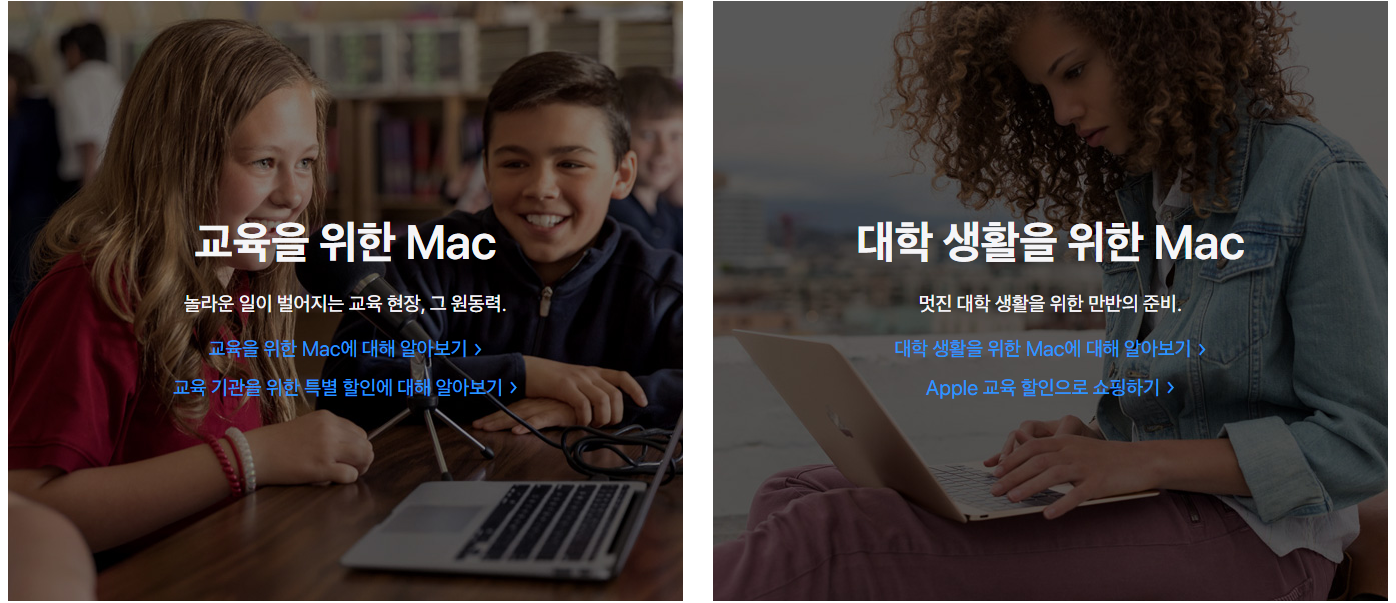 교육을 위한 Mac
놀라운 일이 벌어지는 교육 현장, 그 원동력.
교육을 위한 Mac에 대해 알아보기 >
교육 기관을 위한 특별 할인에 대해 알아보기 >
대학 생활을 위한 Mac
멋진 대학 생활을 위한 만반의 준비.
대학 생활을 위한 Mac에 대해 알아보기 >
Apple 교육 할인으로 쇼핑하기 >